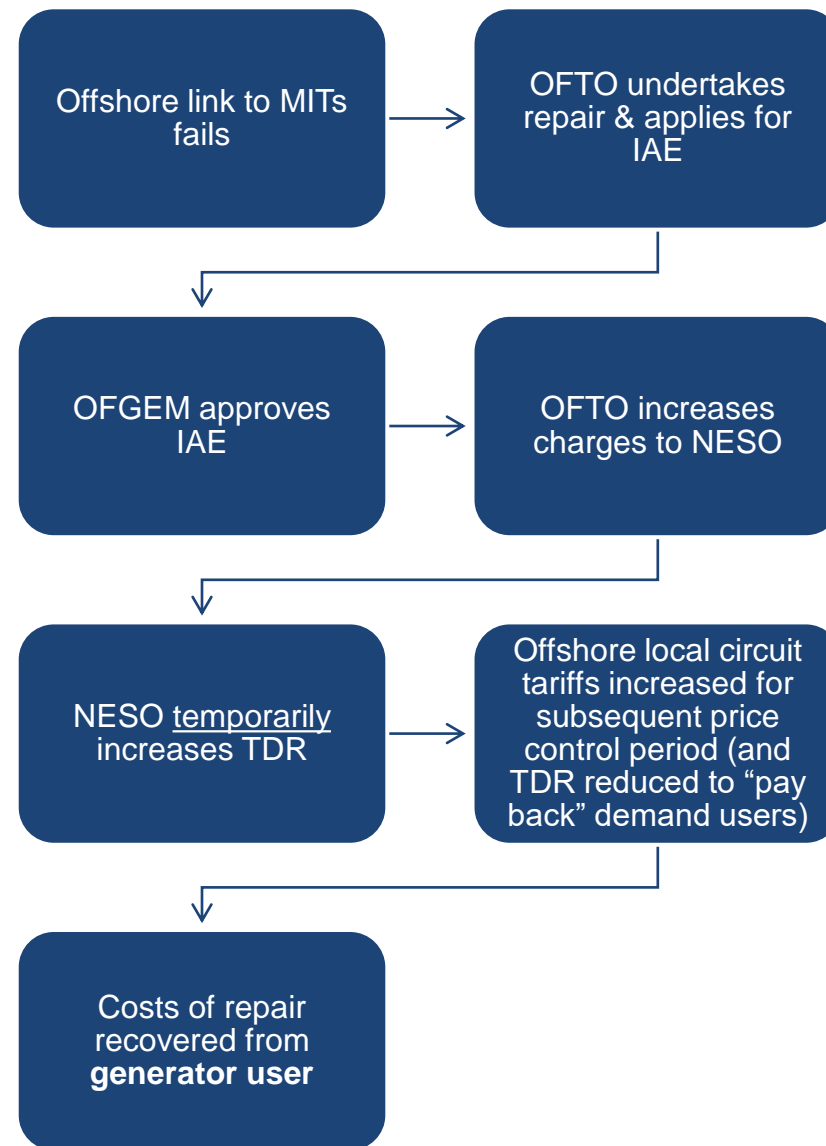 Offshore link to MITs
fails
OFTO undertakes
repair & applies for
IAE
OFGEM approves
IAE
OFTO increases
charges to NESO
NESO temporarily
increases TDR
Offshore local circuit
tariffs increased for
subsequent price
control period (and
TDR reduced to “pay
back” demand users)
Costs of repair
recovered from
generator user